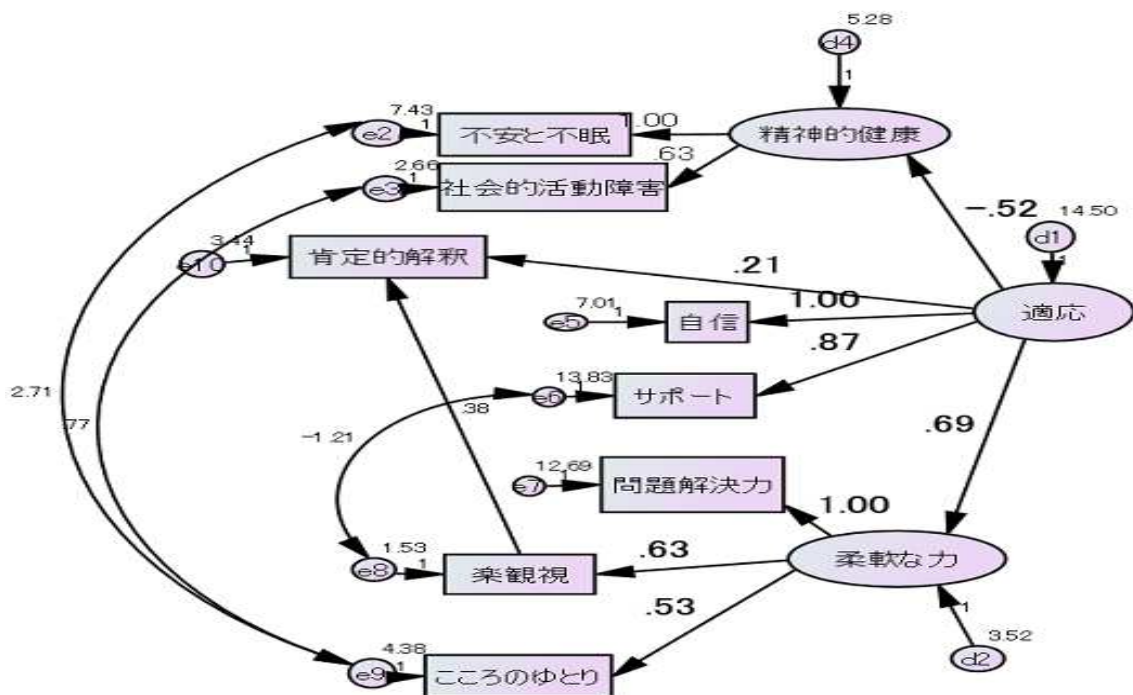 5.28
d4
1
7.43
e2
1
不安と不眠
1.00
精神的健康
2.66
e3
1
社会的活動障害
.63
-.52
14.50
d1
1
3.44
e10
1
肯定的解釈
.21
7.01
e5
1
自信
1.00
適応
.87
13.83
e6
1
サポート
2.71
.77
-1.21
.38
.69
12.69
e7
1
問題解決力
1.00
1.53
e8
1
楽観視
.63
柔軟な力
.53
1
3.52
d2
4.38
e9
1
こころのゆとり